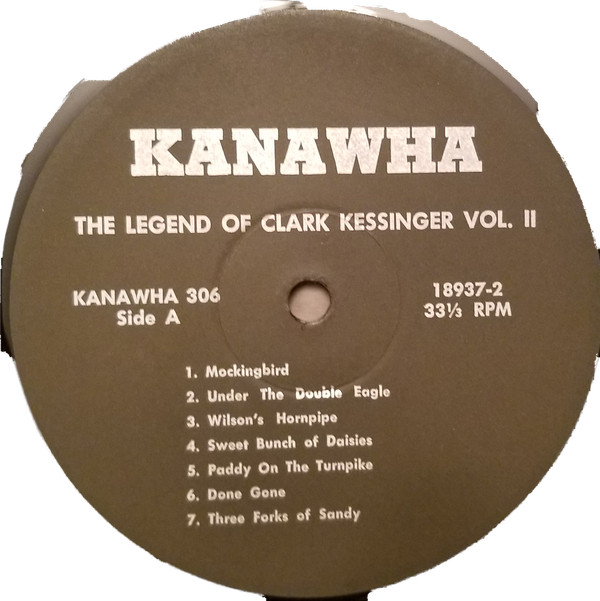 KANAWHA
THE LEGEND OF CLARK KESSINGER VOL. II
KANAWHA 306
Side A
18937-2
33⅓ RPM
1. Mockingbird
2. Under The Double Eagle
3. Wilson's Hornpipe
4. Sweet Bunch of Daisies
5. Paddy On The Turnpike
6. Done Gone
7. Three Forks of Sandy